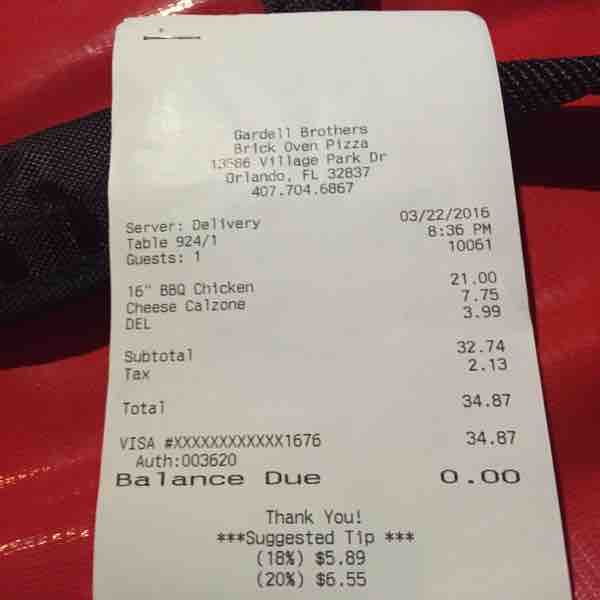 Gardell Brothers
Brick Oven Pizza
13586 Village Park Dr
Orlando, FL 32837
407.704.6867
Server: Delivery 03/22/2016
Table 924/1 8:36 PM
Guests: 1 10061
16" BBQ Chicken 21.00
Cheese Calzone 7.75
DEL 3.99
Subtotal 32.74
Tax 2.13
Total 34.87
VISA #XXXXXXXXXXXX1676 34.87
Auth:003620
Balance Due 0.00
Thank You!
***Suggested Tip ***
(18%) $5.89
(20%) $6.55